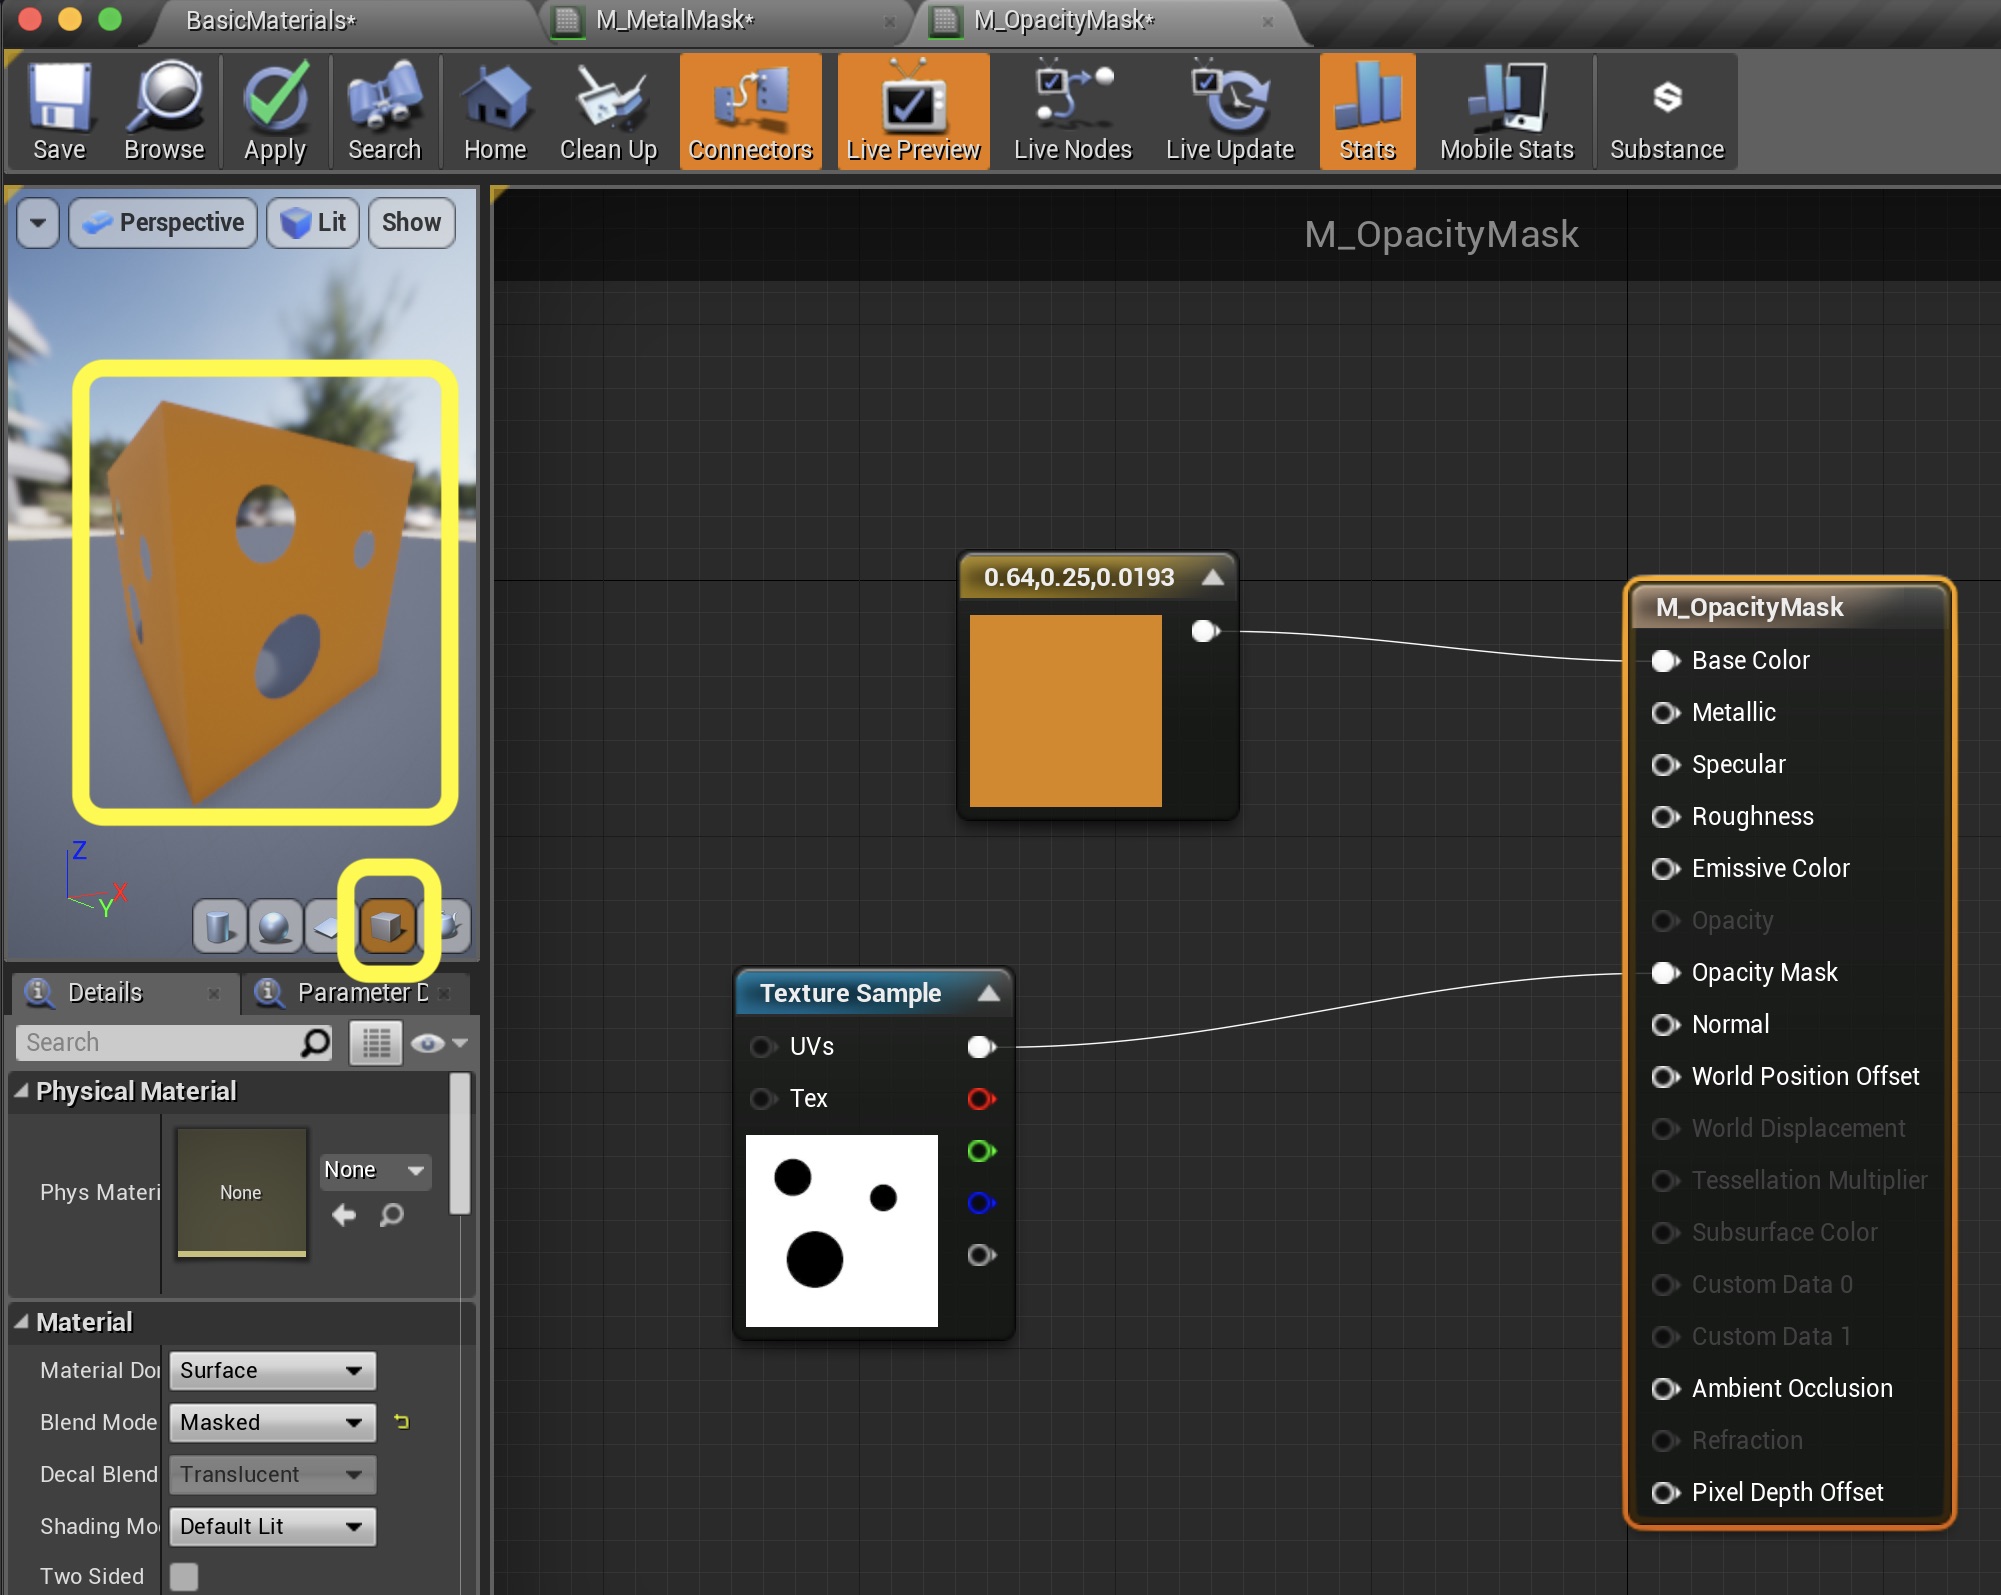 BasicMaterials*
M_MetalMask*
M_OpacityMask*
Save
Browse
Apply
Search
Home
Clean Up
Connectors
Live Preview
Live Nodes
Live Update
Stats
Mobile Stats
Substance
Perspective
Lit
Show
M_OpacityMask
Z
X
Y
0.64,0.25,0.0193
Texture Sample
UVs
Tex
M_OpacityMask
Base Color
Metallic
Specular
Roughness
Emissive Color
Opacity
Opacity Mask
Normal
World Position Offset
World Displacement
Tessellation Multiplier
Subsurface Color
Custom Data 0
Custom Data 1
Ambient Occlusion
Refraction
Pixel Depth Offset
Details
Parameter D
Search
Physical Material
Phys Materi
None
None
Material
Material Do
Surface
Blend Mode
Masked
Decal Blend
Translucent
Shading Mo
Default Lit
Two Sided